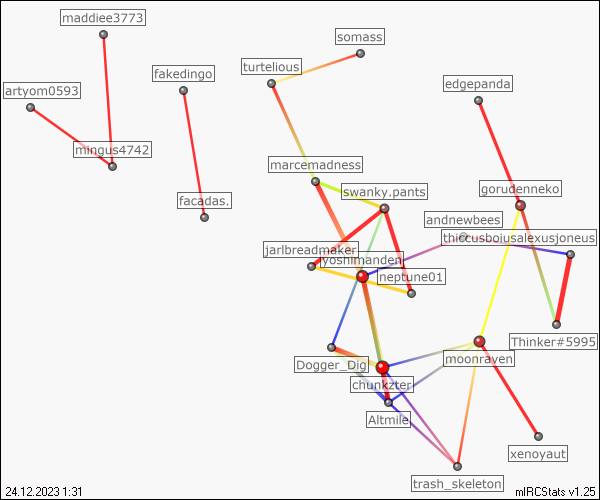 maddiee3773
somass
turtelious
fakedingo
edgepanda
artyom0593
mingus4742
marcemadness
gorudenneko
swanky.pants
facadas.
andnewbees
thircusboiusalexusjoneus
jarlbreadmaker
yoshimanden
neptune01
Thinker#5995
moonraven
Dogger_Dig
chunkzter
Altmile
xenoyaut
trash_skeleton
24.12.2023 1:31
mIRCStats v1.25